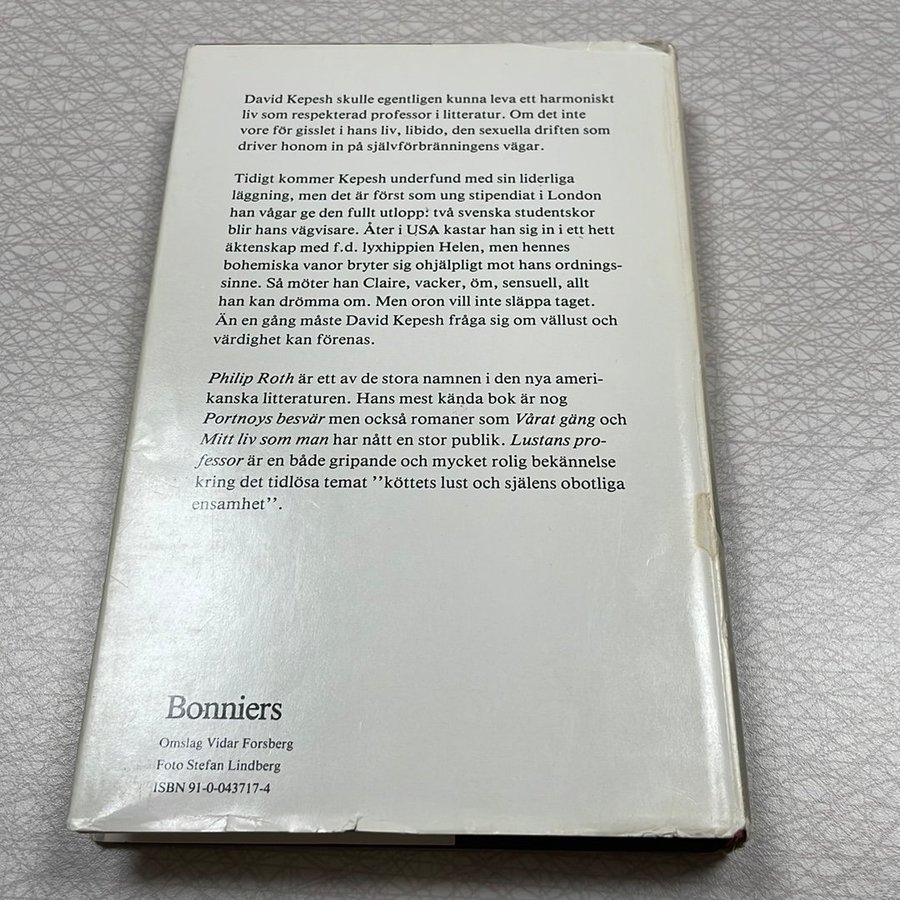 David Kepesh skulle egentligen kunna leva ett harmoniskt
liv som respekterad professor i litteratur. Om det inte
vore för gisslet i hans liv, libido, den sexuella driften som
driver honom in på självförbränningens vägar.
Tidigt kommer Kepesh underfund med sin liderliga
läggning, men det är först som ung stipendiat i London
han vågar ge den fullt utlopp: två svenska studentskor
blir hans vägvisare. Åter i USA kastar han sig in i ett hett
äktenskap med f.d. lyxhippien Helen, men hennes
bohemiska vanor bryter sig ohjälpligt mot hans ordnings-
sinne. Så möter han Claire, vacker, öm, sensuell, allt
han kan drömma om. Men oron vill inte släppa taget.
Än en gång måste David Kepesh fråga sig om vällust och
värdighet kan förenas.
Philip Roth är ett av de stora namnen i den nya ameri-
kanska litteraturen. Hans mest kända bok är nog
Portnoys besvär men också romaner som Vårat gäng och
Mitt liv som man har nått en stor publik. Lustans pro-
fessor är en både gripande och mycket rolig bekännelse
kring det tidlösa temat ''köttets lust och själens obotliga
ensamhet''.
Bonniers
Omslag Vidar Forsberg
Foto Stefan Lindberg
ISBN 91-0-043717-4